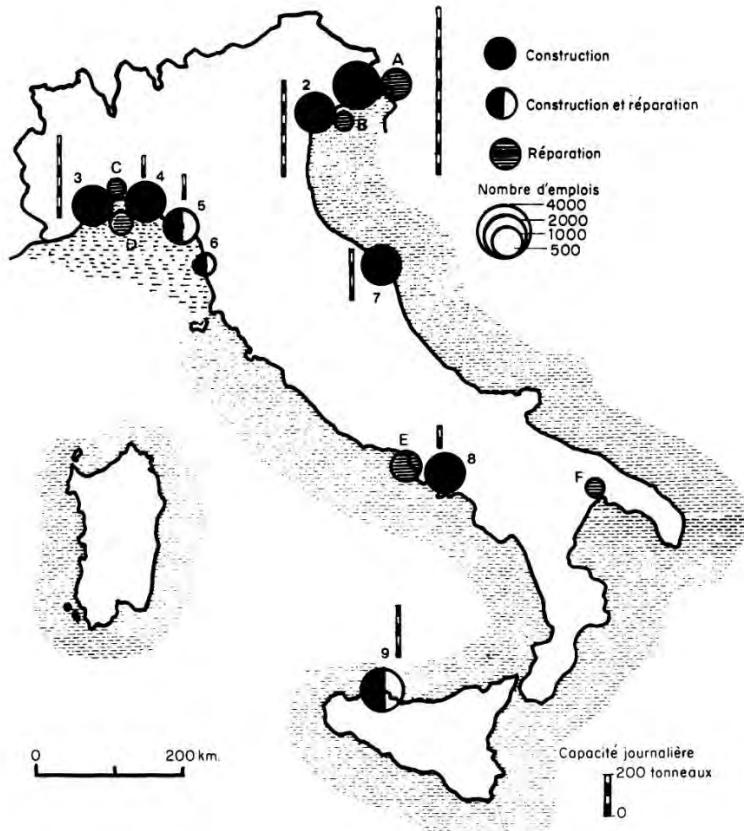 A
2
B
C
3
4
5
D
6
7
E
8
F
9
Construction
Construction et réparation
Réparation
Nombre d'emplois
4000
2000
1000
500
0
200 km.
Capacité journalière
200 tonneaux
0